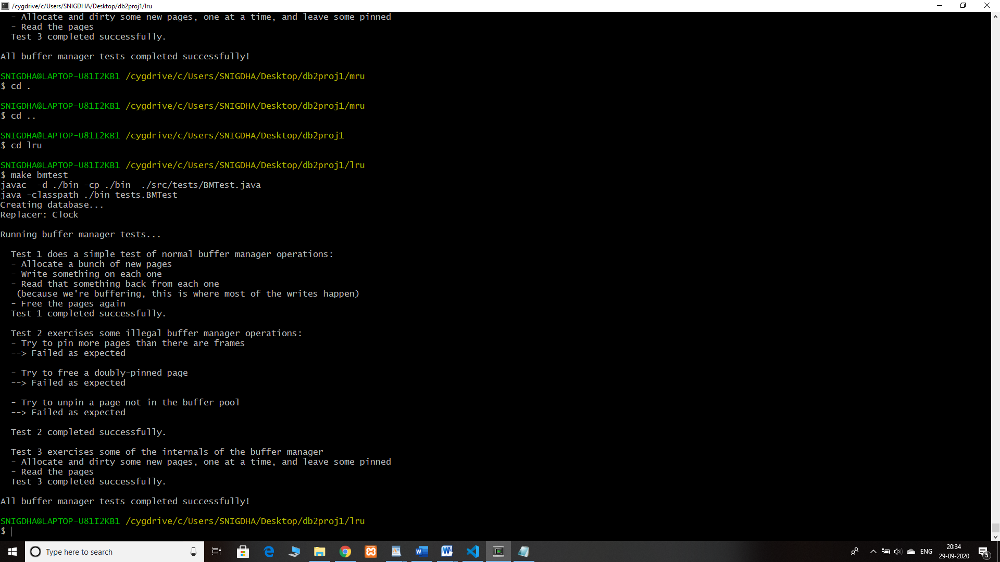 /cygdrive/c/Users/SNIGDHA/Desktop/db2proj1/lru
- Allocate and dirty some new pages, one at a time, and leave some pinned
- Read the pages
Test 3 completed successfully.
All buffer manager tests completed successfully!
SNIGDHA@LAPTOP-U81I2KB1 /cygdrive/c/Users/SNIGDHA/Desktop/db2proj1/mru
$ cd .
SNIGDHA@LAPTOP-U81I2KB1 /cygdrive/c/Users/SNIGDHA/Desktop/db2proj1/mru
$ cd ..
SNIGDHA@LAPTOP-U81I2KB1 /cygdrive/c/Users/SNIGDHA/Desktop/db2proj1
$ cd lru
SNIGDHA@LAPTOP-U81I2KB1 /cygdrive/c/Users/SNIGDHA/Desktop/db2proj1/lru
$ make bmtest
javac  -d ./bin -cp ./bin  ./src/tests/BMTest.java
java -classpath ./bin tests.BMTest
Creating database...
Replacer: Clock
Running buffer manager tests...
Test 1 does a simple test of normal buffer manager operations:
- Allocate a bunch of new pages
- Write something on each one
- Read that something back from each one
(because we're buffering, this is where most of the writes happen)
- Free the pages again
Test 1 completed successfully.
Test 2 exercises some illegal buffer manager operations:
- Try to pin more pages than there are frames
--> Failed as expected
- Try to free a doubly-pinned page
--> Failed as expected
- Try to unpin a page not in the buffer pool
--> Failed as expected
Test 2 completed successfully.
Test 3 exercises some of the internals of the buffer manager
- Allocate and dirty some new pages, one at a time, and leave some pinned
- Read the pages
Test 3 completed successfully.
All buffer manager tests completed successfully!
SNIGDHA@LAPTOP-U81I2KB1 /cygdrive/c/Users/SNIGDHA/Desktop/db2proj1/lru
$
Type here to search
ENG
20:34
29-09-2020
5